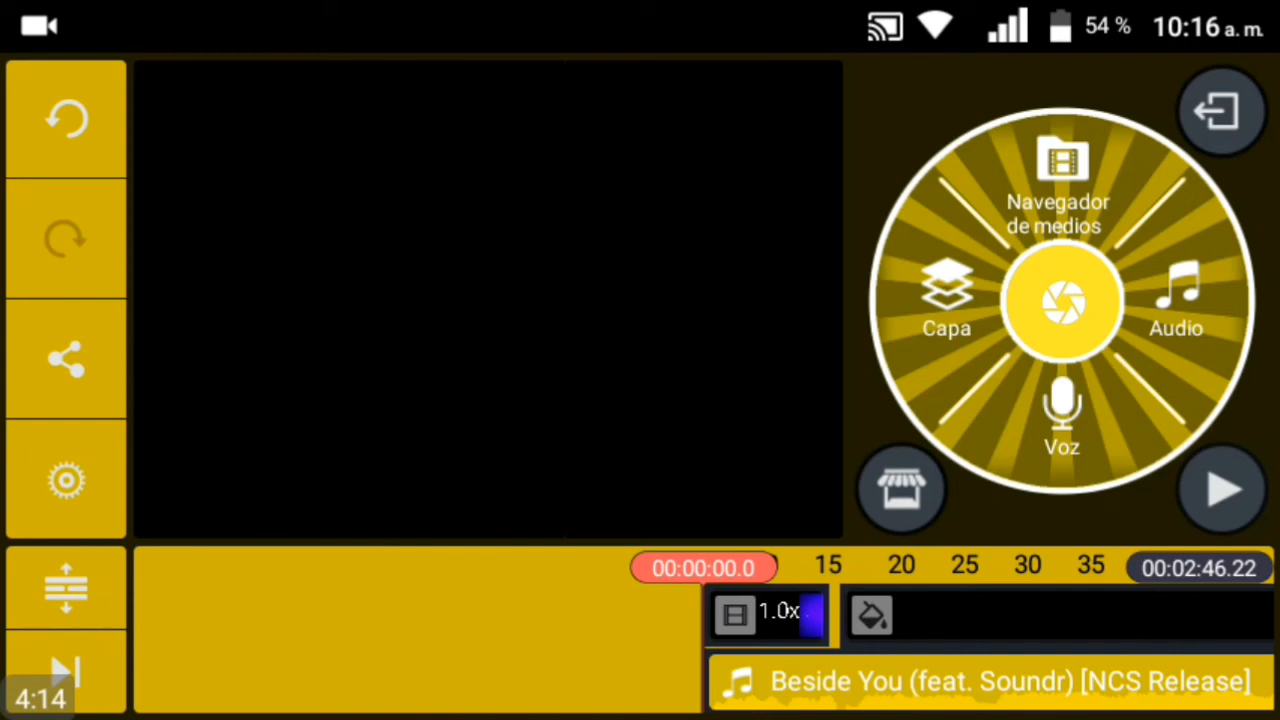 54 % 10:16 a. m.
Navegador
de medios
Capa
Audio
Voz
00:00:00.0 15 20 25 30 35 00:02:46.22
1.0x
Beside You (feat. Soundr) [NCS Release]
4:14